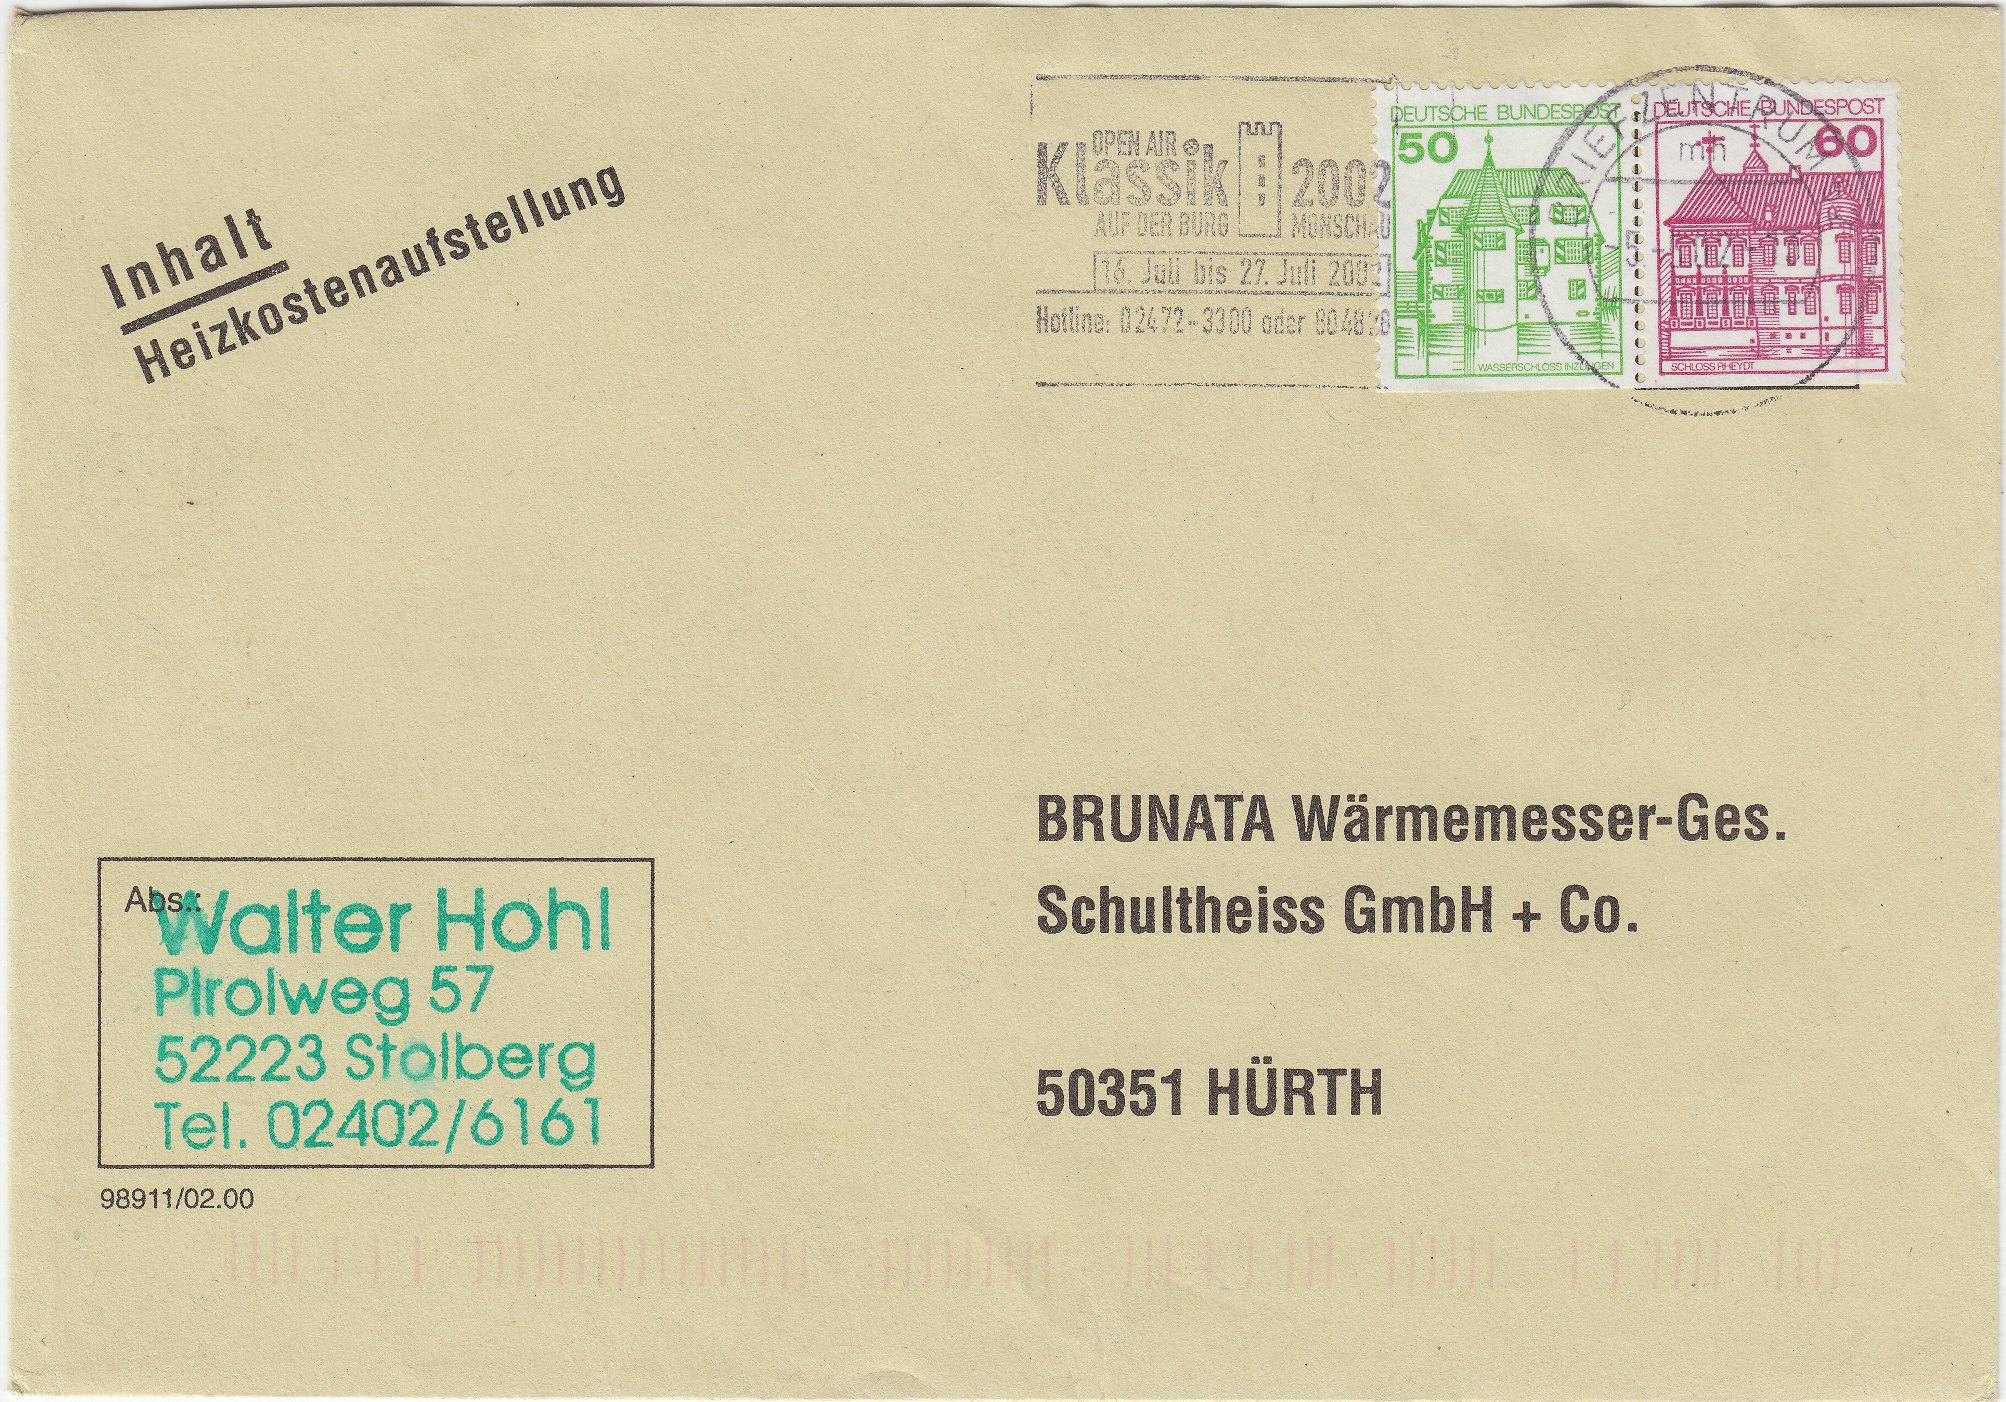 Inhalt
Heizkostenaufstellung
OPEN AIR
Klassik 2002
AUF DER BURG MONSCHAU
16. Juli bis 27. Juli 2002
Hotline: 02472-3300 oder
DEUTSCHE BUNDESPOST
50
WASSERSCHLOSS INZLINGEN
DEUTSCHE BUNDESPOST
60
SCHLOSS RHEYDT
BRIEFZENTRUM
mh
BRUNATA Wärmemesser-Ges.
Schultheiss GmbH + Co.
50351 HÜRTH
Abs.:
Walter Hohl
Pirolweg 57
52223 Stolberg
Tel. 02402/6161
98911/02.00